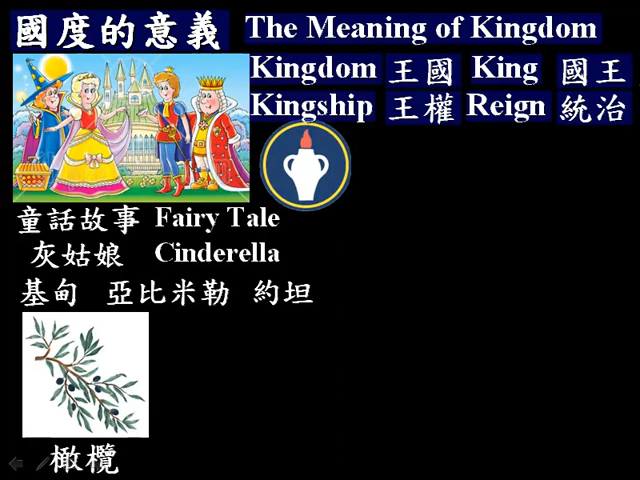 國度的意義 The Meaning of Kingdom
Kingdom 王國 King 國王
Kingship 王權 Reign 統治
童話故事 Fairy Tale
灰姑娘 Cinderella
基甸 亞比米勒 約坦
橄欖